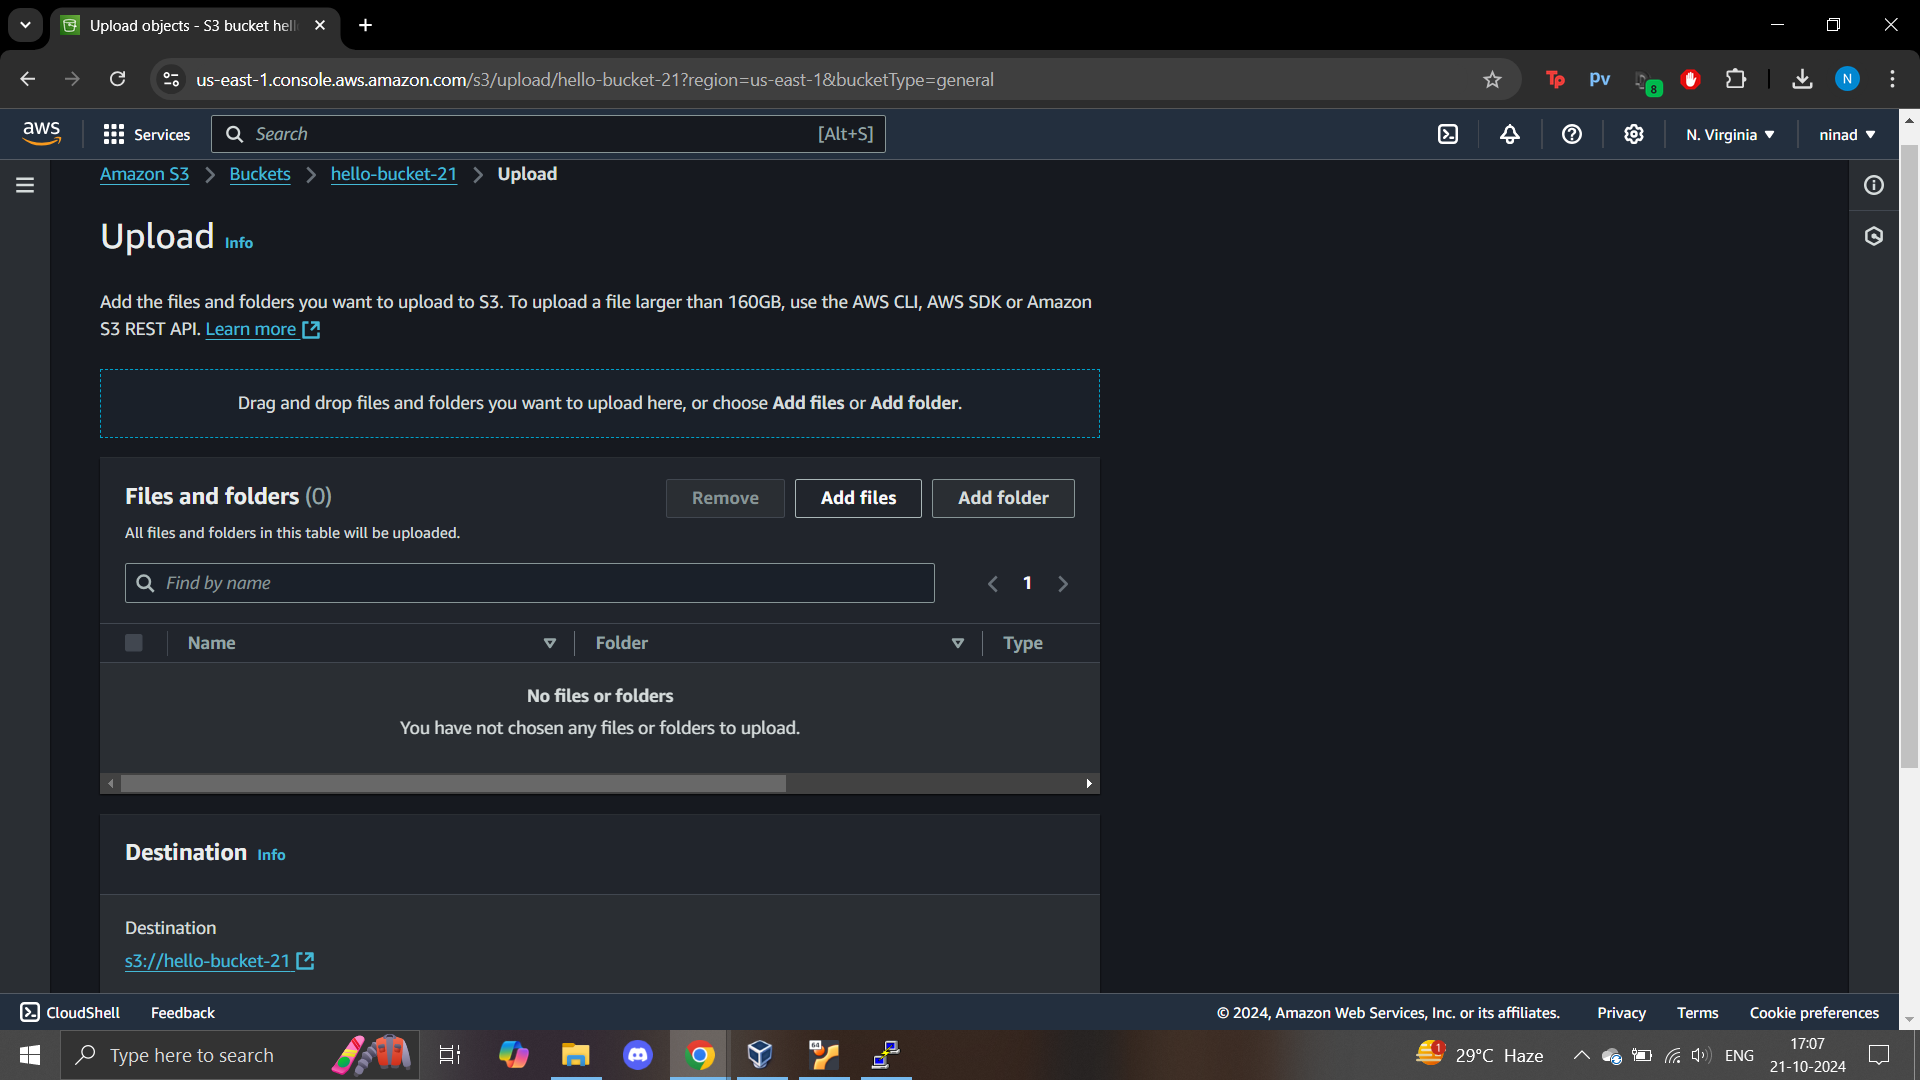 Upload objects - S3 bucket hell
us-east-1.console.aws.amazon.com/s3/upload/hello-bucket-21?region=us-east-1&bucketType=general
Tp
pv
8
N
aws
Services
Search
[Alt+S]
N. Virginia
ninad
Amazon S3
Buckets
hello-bucket-21
Upload
Upload Info
Add the files and folders you want to upload to S3. To upload a file larger than 160GB, use the AWS CLI, AWS SDK or Amazon
S3 REST API. Learn more
Drag and drop files and folders you want to upload here, or choose Add files or Add folder.
Files and folders (0)
Remove
Add files
Add folder
All files and folders in this table will be uploaded.
Find by name
1
Name
Folder
Type
No files or folders
You have not chosen any files or folders to upload.
Destination Info
Destination
s3://hello-bucket-21
CloudShell
Feedback
© 2024, Amazon Web Services, Inc. or its affiliates.
Privacy
Terms
Cookie preferences
Type here to search
64
1
29°C Haze
ENG
17:07
21-10-2024